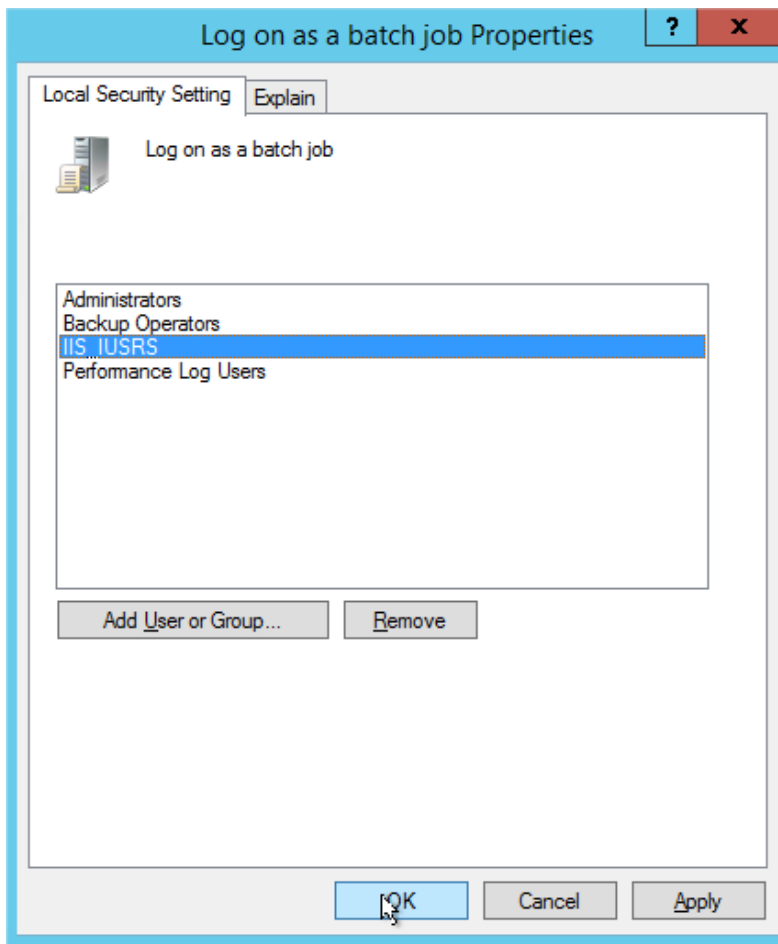 Log on as a batch job Properties
?
x
Local Security Setting
Explain
Log on as a batch job
Administrators
Backup Operators
IIS_IUSRS
Performance Log Users
Add User or Group...
Remove
OK
Cancel
Apply